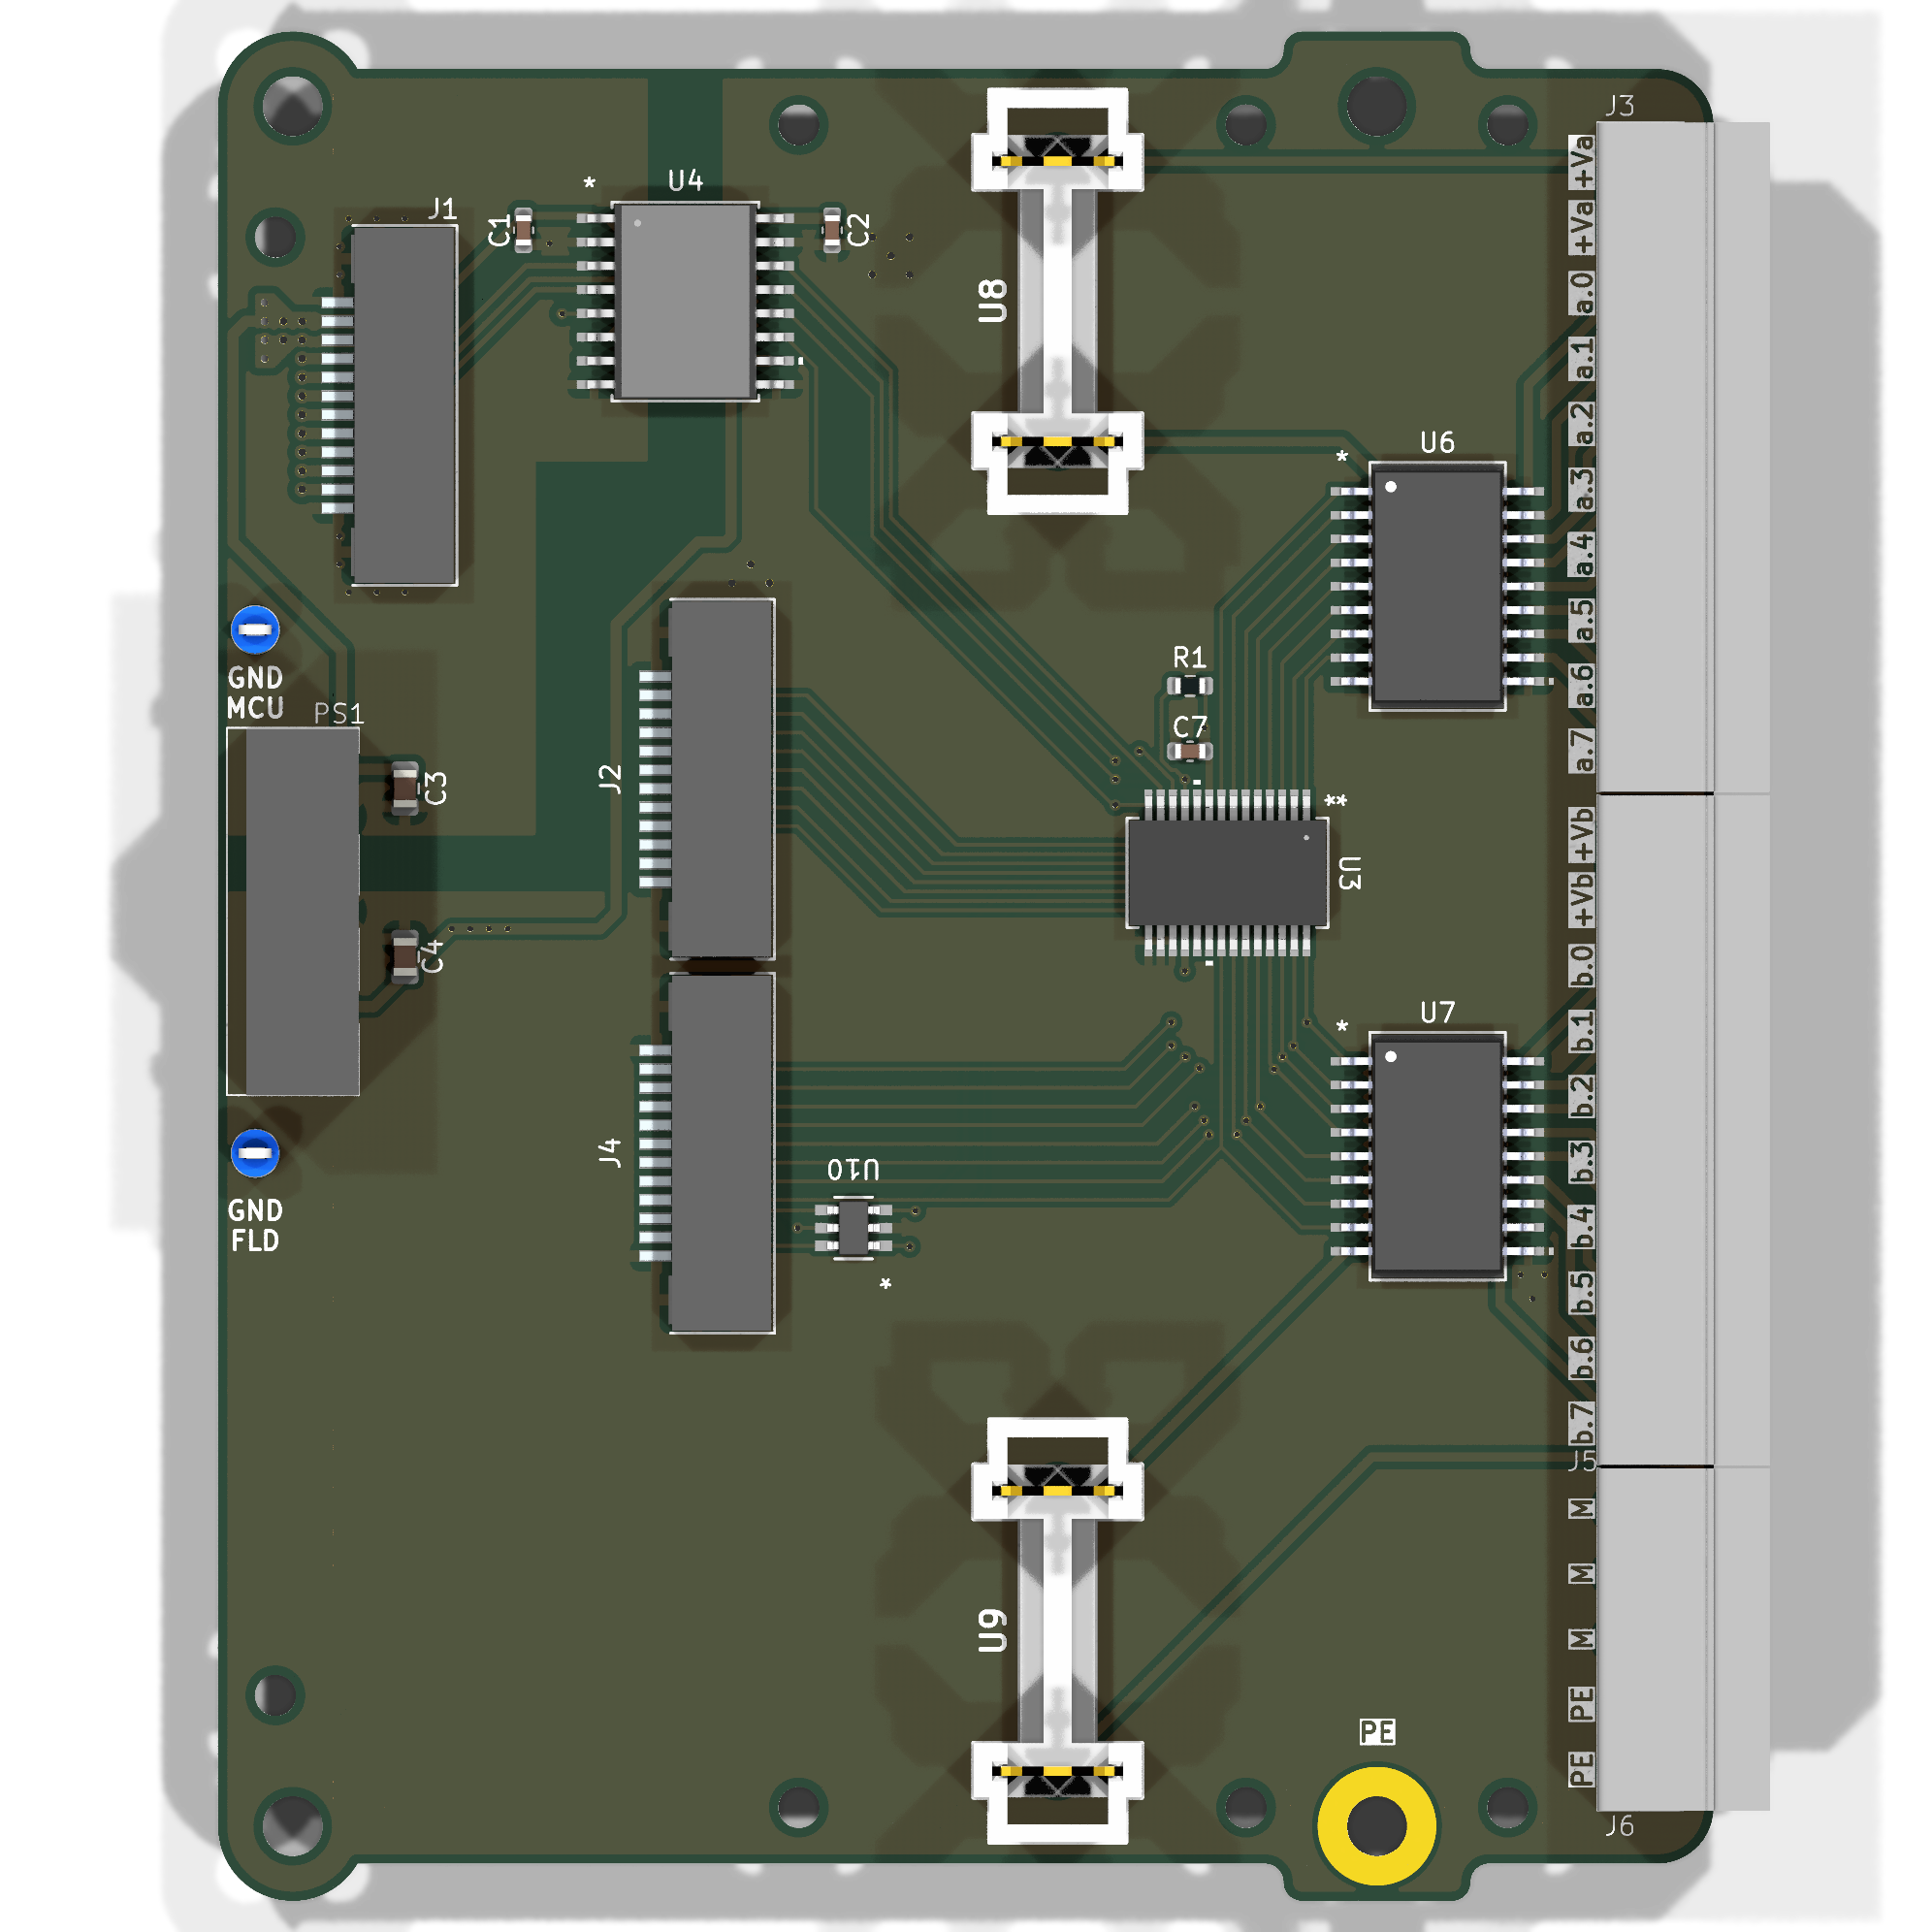 J3
+Va
U4
*
J1
C1
C2
+Va
U8
a.0
a.1
a.2
U6
*
a.3
a.4
a.5
R1
a.6
GND
MCU
PS1
C7
a.7
J2
C3
**
+Vb
U3
+Vb
C4
b.0
U7
*
b.1
b.2
J4
U10
b.3
GND
FLD
b.4
*
b.5
b.6
b.7
J5
M
M
U9
M
PE
PE
PE
J6